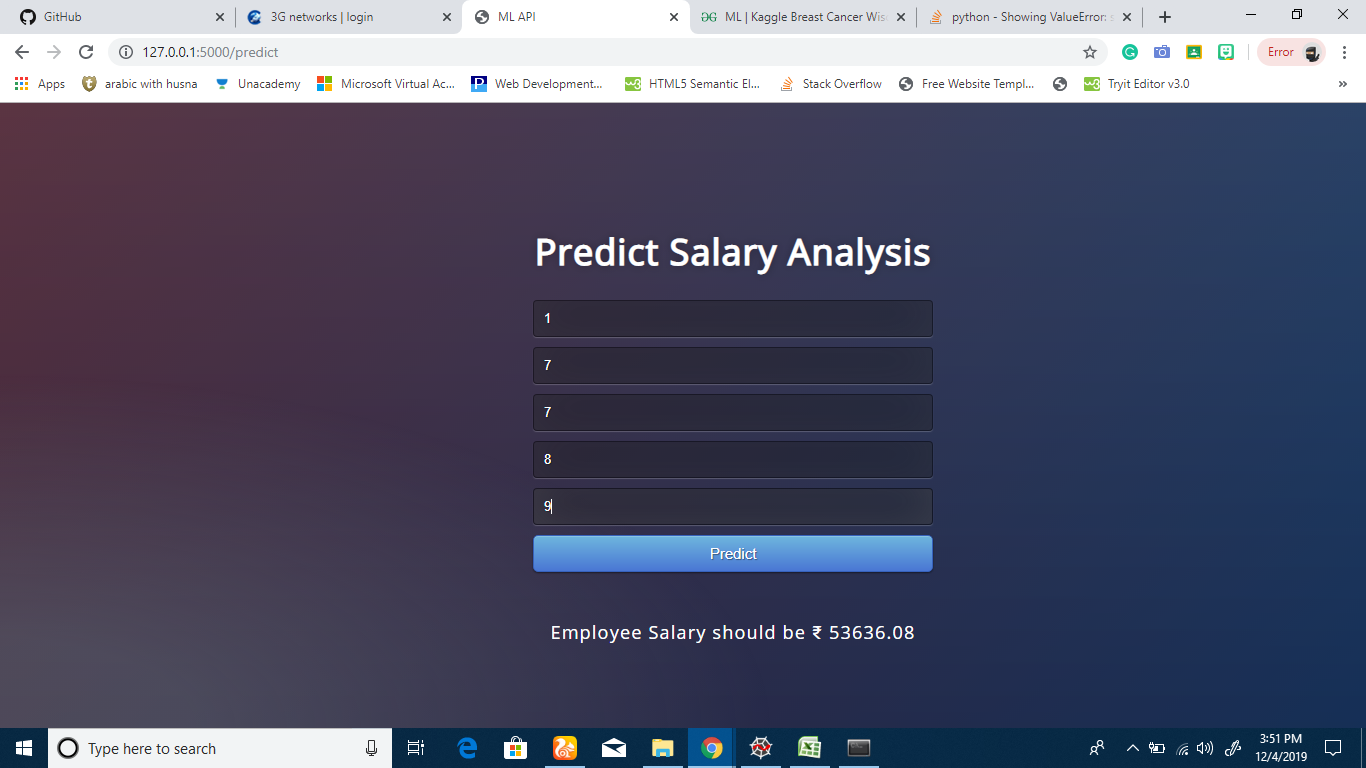 GitHub
3G networks | login
ML API
ML | Kaggle Breast Cancer Wis
python - Showing ValueError: s
127.0.0.1:5000/predict
Error
Apps
arabic with husna
Unacademy
Microsoft Virtual Ac...
Web Development...
HTML5 Semantic El...
Stack Overflow
Free Website Templ...
Tryit Editor v3.0
»
Predict Salary Analysis
1
7
7
8
9
Predict
Employee Salary should be ₹ 53636.08
Type here to search
3:51 PM
12/4/2019